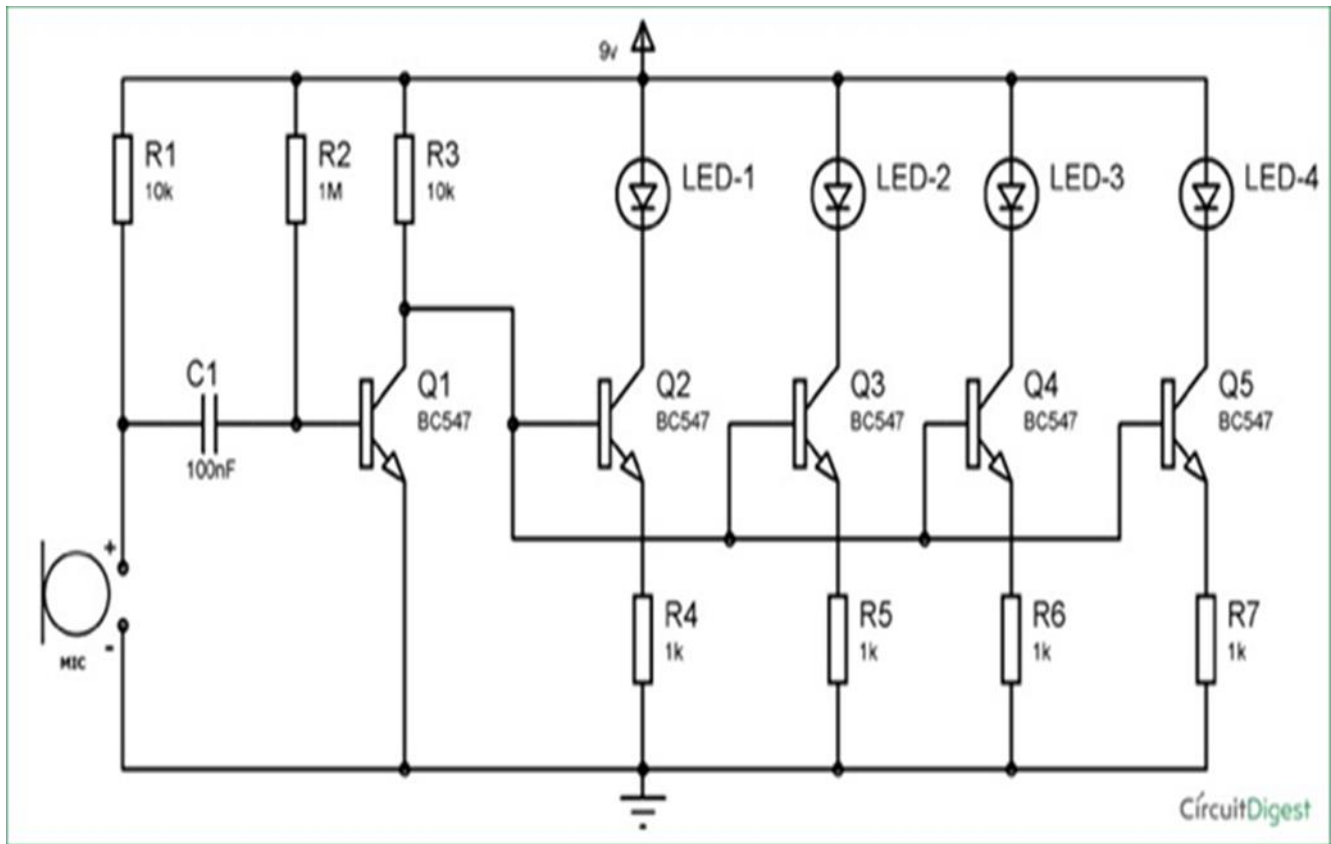 9v
R1
10k
R2
1M
R3
10k
LED-1
LED-2
LED-3
LED-4
C1
100nF
Q1
BC547
Q2
BC547
Q3
BC547
Q4
BC547
Q5
BC547
+
-
MIC
R4
1k
R5
1k
R6
1k
R7
1k
CircuitDigest